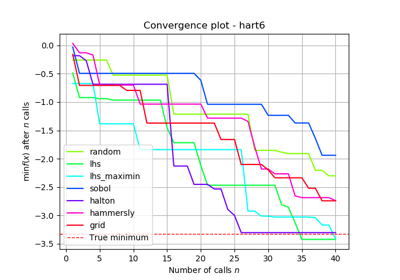 Convergence plot - hart6
min f(x) after n calls
0.0
−0.5
−1.0
−1.5
−2.0
−2.5
−3.0
−3.5
random
lhs
lhs_maximin
sobol
halton
hammersly
grid
True minimum
0 5 10 15 20 25 30 35 40
Number of calls n